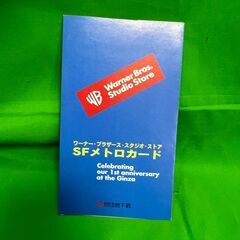 WB
Warner Bros.
Studio Store
ワーナー・ブラザース・スタジオ・ストア
SFメトロカード
Celebrating
our 1st anniversary
at the Ginza
営団地下鉄